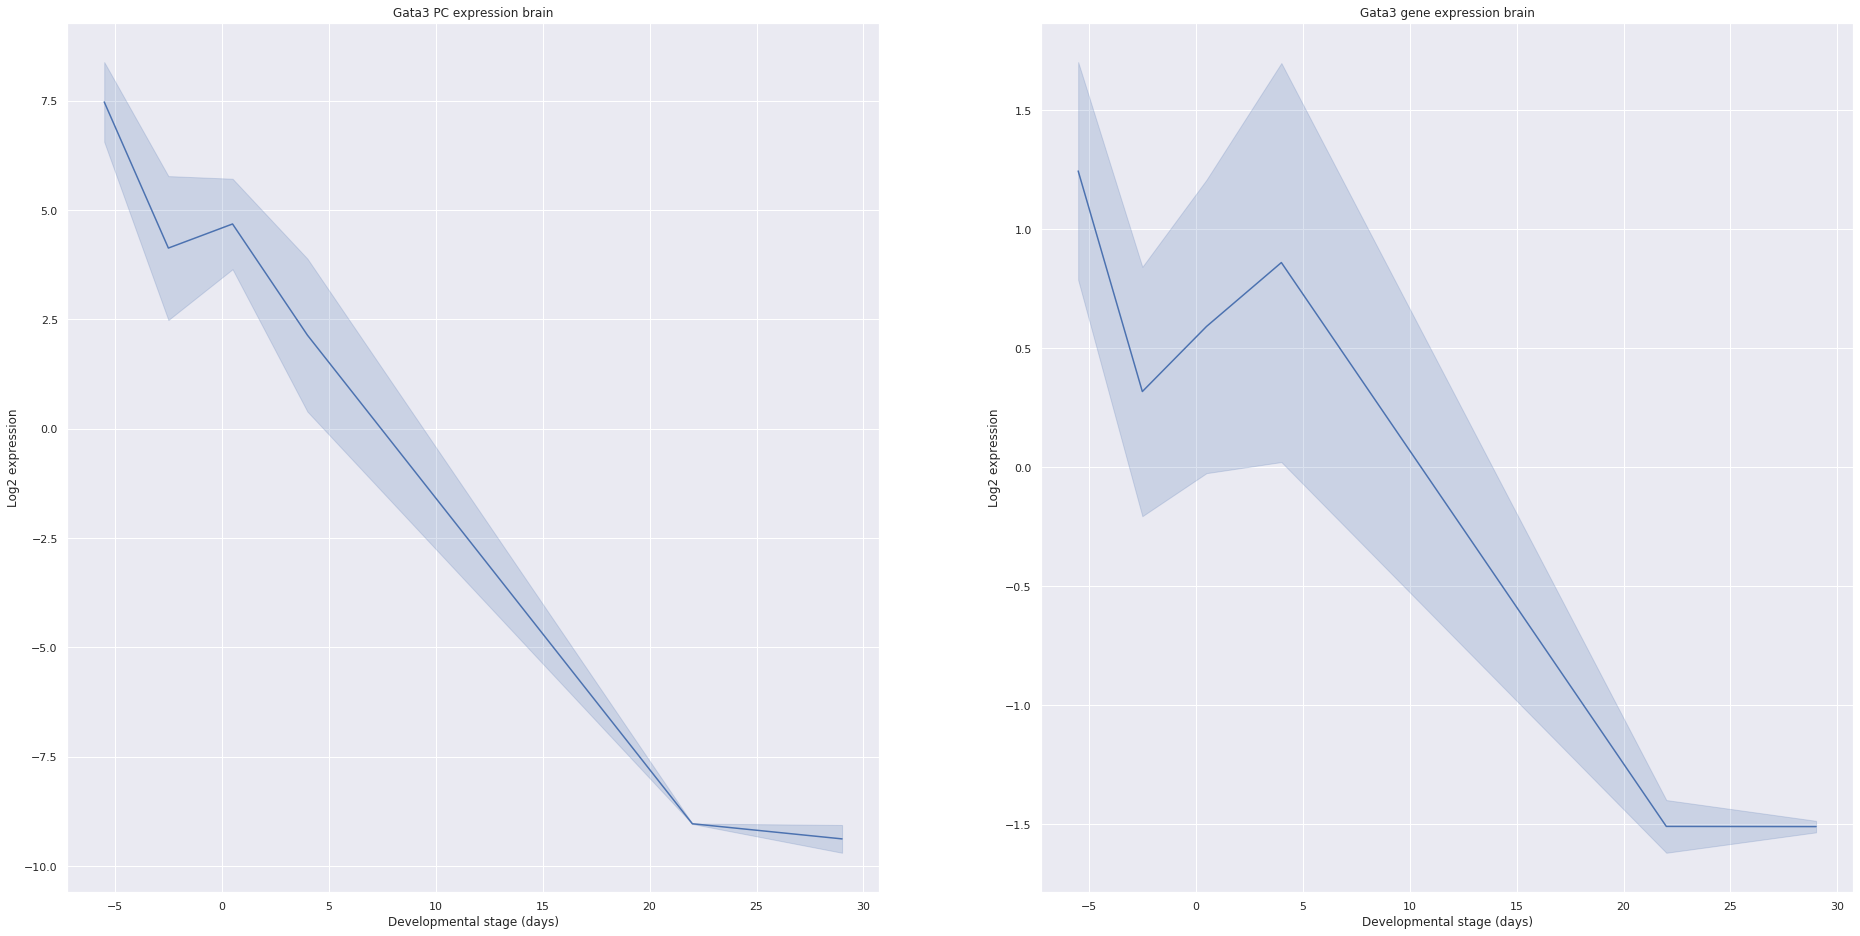 Gata3 PC expression brain
7.5
5.0
2.5
0.0
−2.5
−5.0
−7.5
−10.0
Log2 expression
−5 0 5 10 15 20 25 30
Developmental stage (days)
Gata3 gene expression brain
1.5
1.0
0.5
0.0
−0.5
−1.0
−1.5
Log2 expression
−5 0 5 10 15 20 25 30
Developmental stage (days)